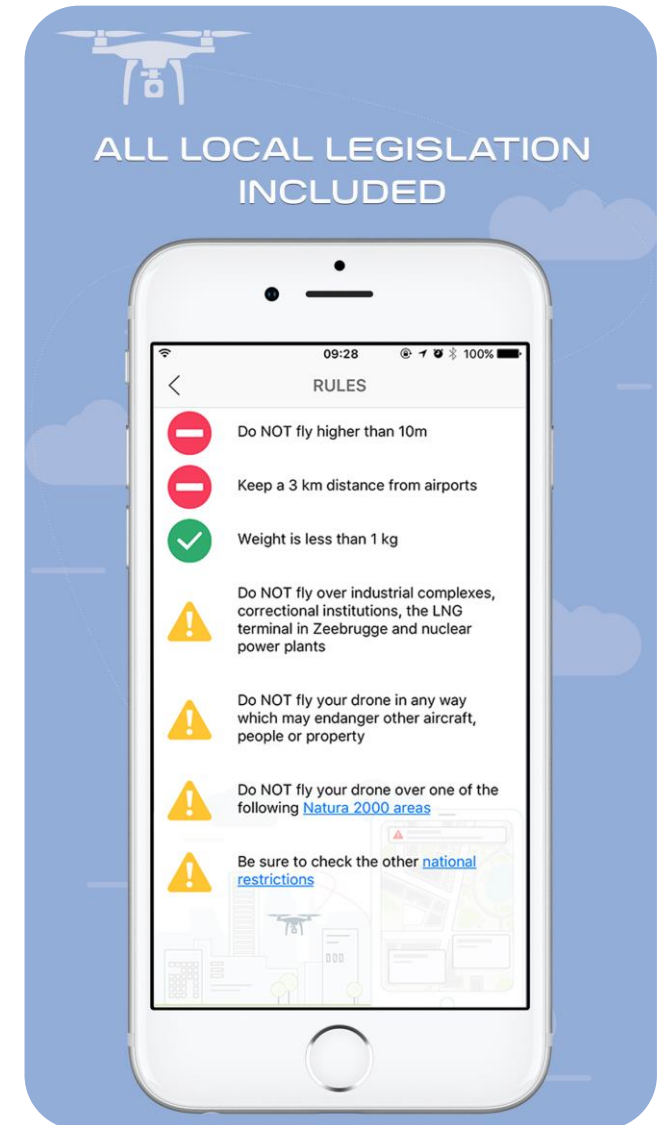 ALL LOCAL LEGISLATION
INCLUDED
09:28
100%
RULES
Do NOT fly higher than 10m
Keep a 3 km distance from airports
Weight is less than 1 kg
Do NOT fly over industrial complexes,
correctional institutions, the LNG
terminal in Zeebrugge and nuclear
power plants
Do NOT fly your drone in any way
which may endanger other aircraft,
people or property
Do NOT fly your drone over one of the
following Natura 2000 areas
Be sure to check the other national
restrictions